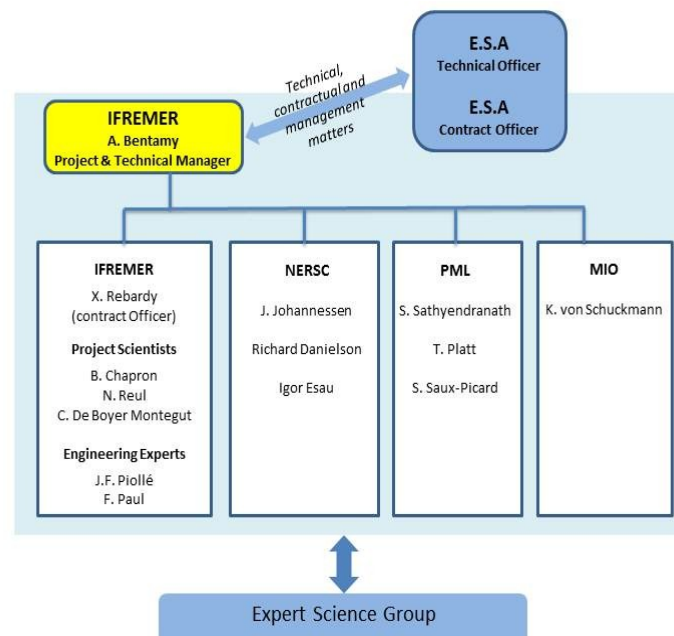 E.S.A
Technical Officer
E.S.A
Contract Officer
Technical,
contractual and
management
matters
IFREMER
A. Bentamy
Project & Technical Manager
IFREMER
X. Rebardy
(contract Officer)
Project Scientists
B. Chapron
N. Reul
C. De Boyer Montegut
Engineering Experts
J.F. Piollé
F. Paul
NERSC
J. Johannessen
Richard Danielson
Igor Esau
PML
S. Sathyendranath
T. Platt
S. Saux-Picard
MIO
K. von Schuckmann
Expert Science Group